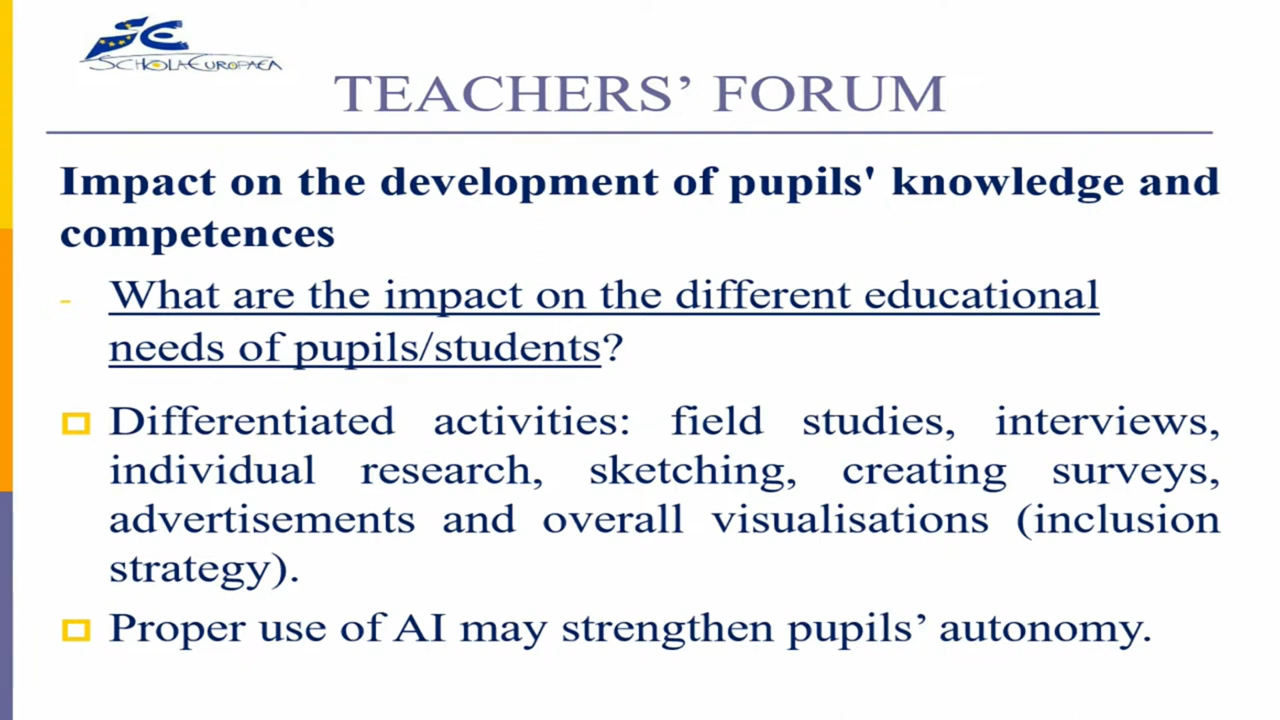 SCHOLAEUROPAEA
TEACHERS’ FORUM
Impact on the development of pupils' knowledge and
competences
- What are the impact on the different educational
needs of pupils/students?
Differentiated activities: field studies, interviews,
individual research, sketching, creating surveys,
advertisements and overall visualisations (inclusion
strategy).
Proper use of AI may strengthen pupils’ autonomy.